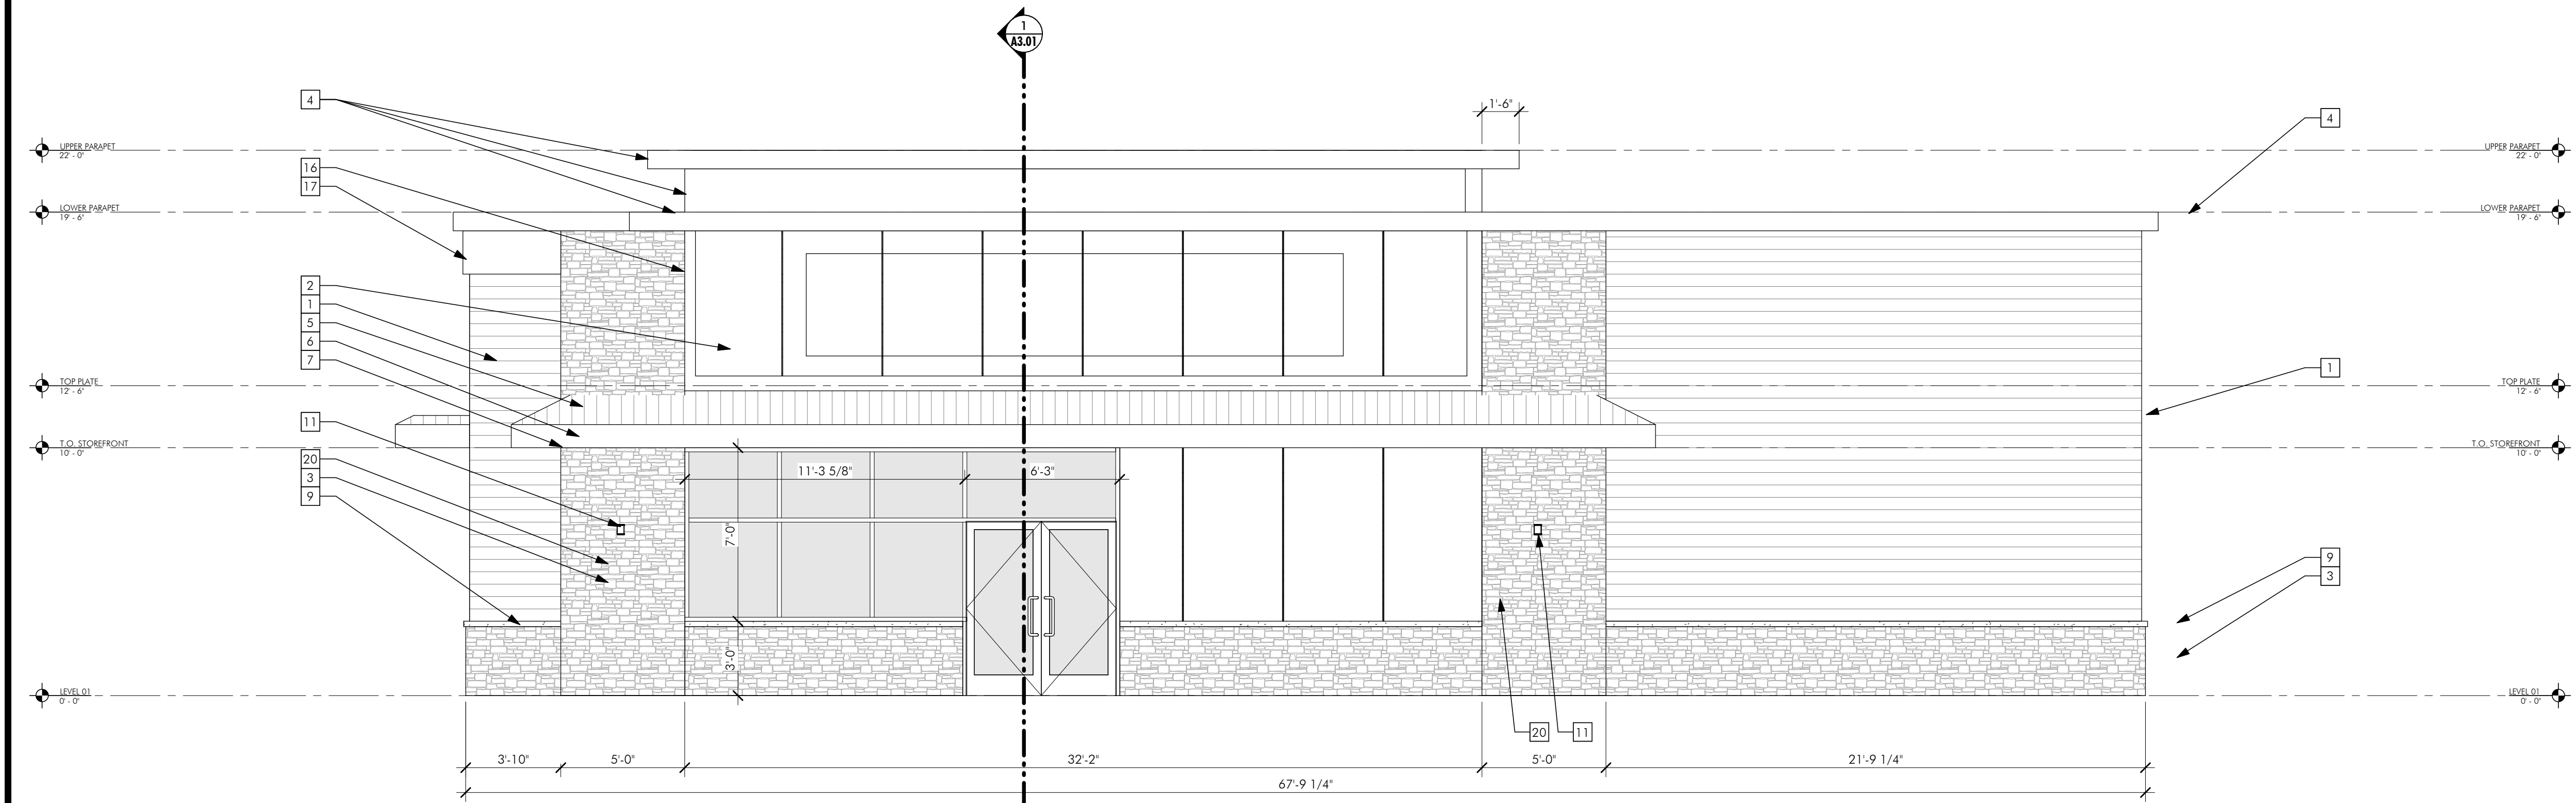 1
A3.01
4
1'-6"
4
UPPER PARAPET
22' - 0"
UPPER PARAPET
22' - 0"
16
17
LOWER PARAPET
19' - 6"
LOWER PARAPET
19' - 6"
2
1
5
6
7
1
TOP PLATE
12' - 6"
TOP PLATE
12' - 6"
11
T.O. STOREFRONT
10' - 0"
T.O. STOREFRONT
10' - 0"
20
3
9
11'-3 5/8"
6'-3"
7'-0"
9
3
3'-0"
LEVEL 01
0' - 0"
LEVEL 01
0' - 0"
20
11
3'-10"
5'-0"
32'-2"
5'-0"
21'-9 1/4"
67'-9 1/4"